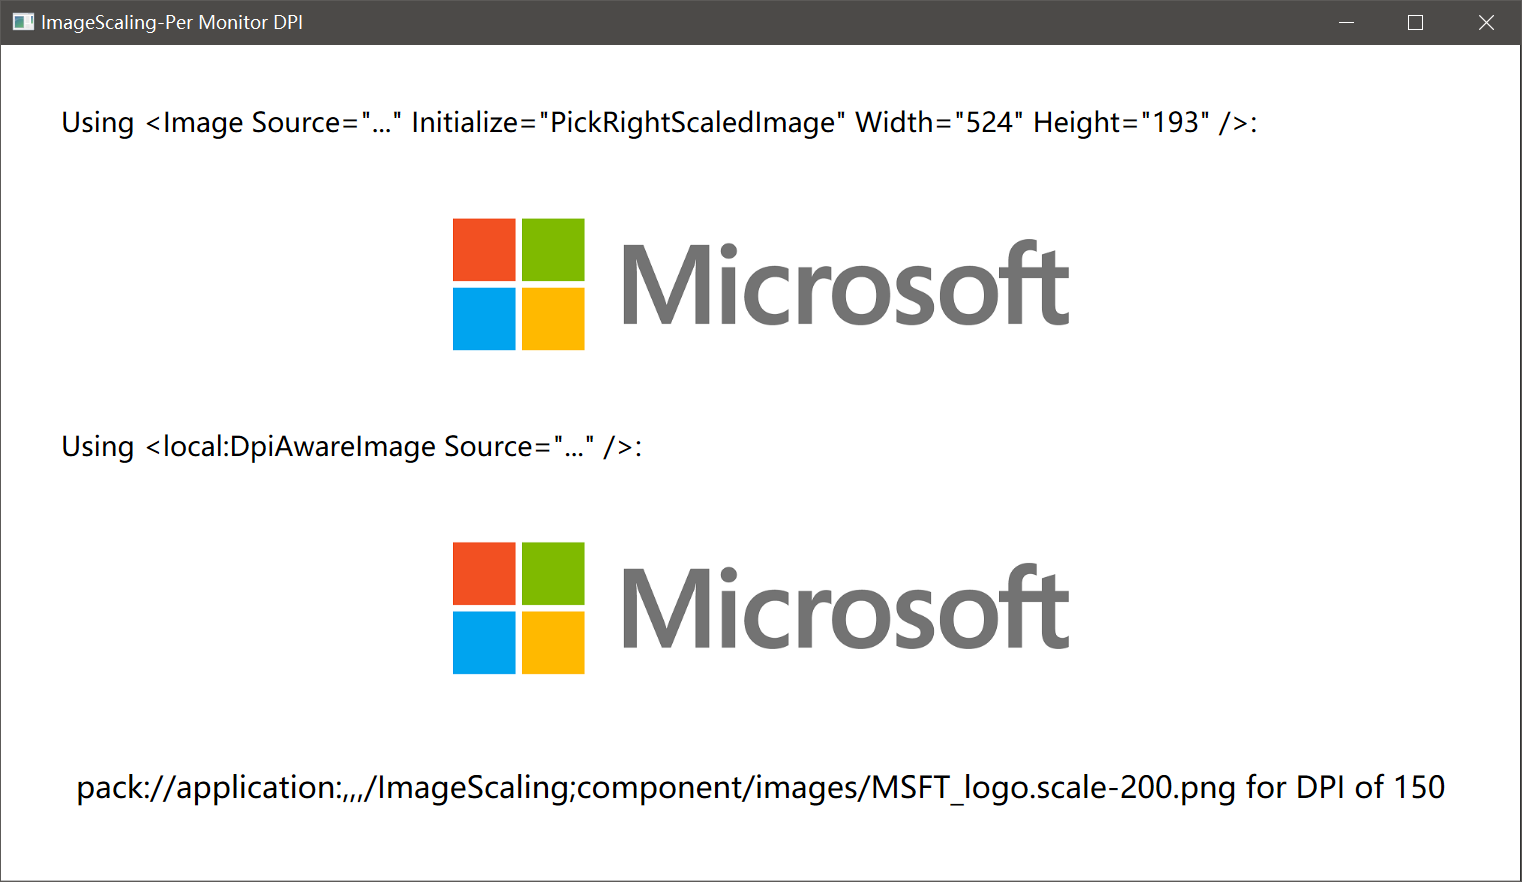 ImageScaling-Per Monitor DPI
Using <Image Source="..." Initialize="PickRightScaledImage" Width="524" Height="193" />:
Microsoft
Using <local:DpiAwareImage Source="..." />:
Microsoft
pack://application:,,,/ImageScaling;component/images/MSFT_logo.scale-200.png for DPI of 150